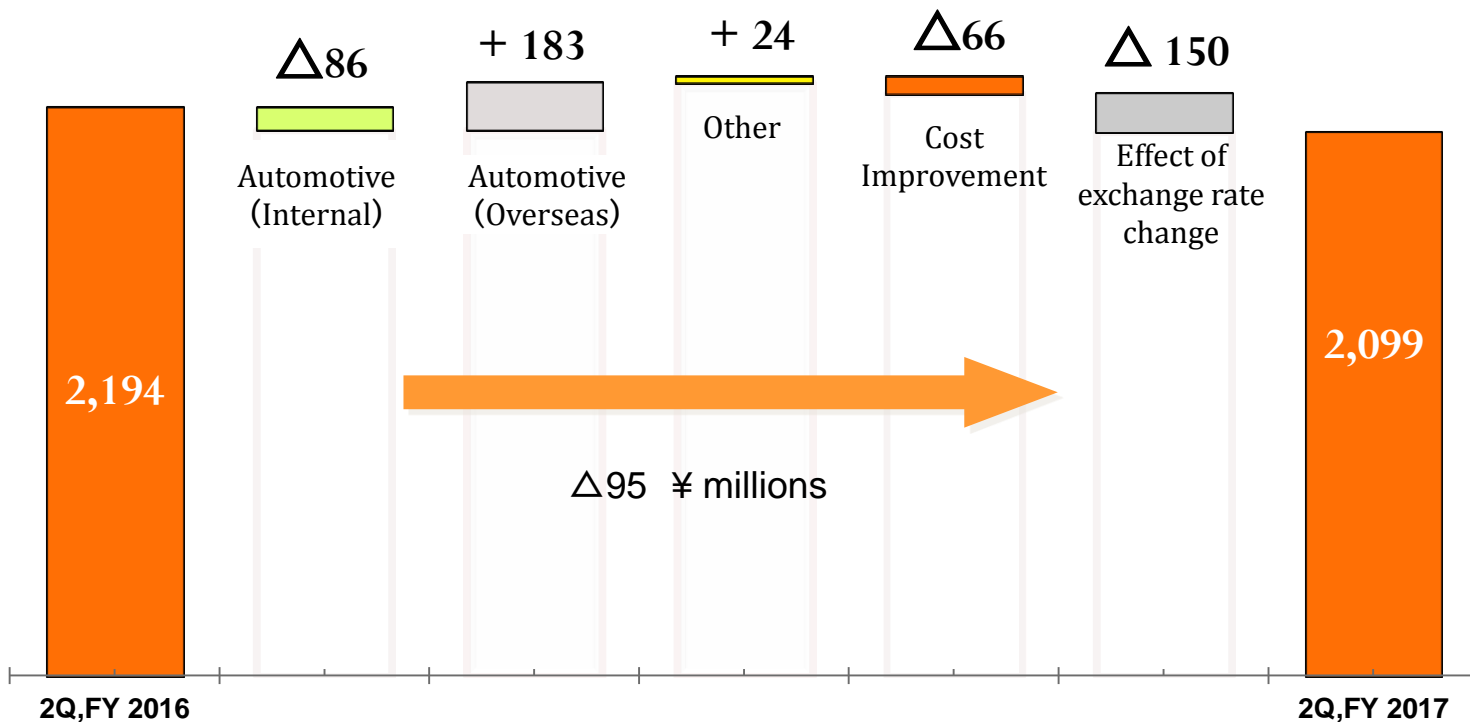 △86
+ 183
+ 24
△66
△ 150
Automotive
(Internal)
Automotive
(Overseas)
Other
Cost
Improvement
Effect of
exchange rate
change
2,194
2,099
△95 ¥ millions
2Q,FY 2016
2Q,FY 2017